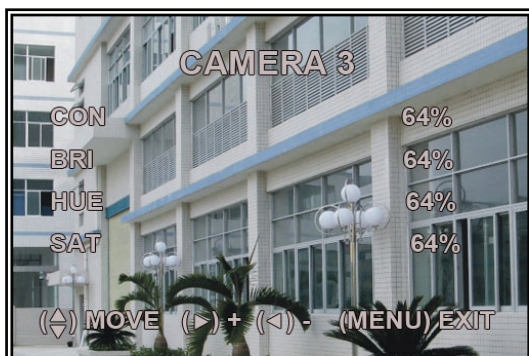 CAMERA 3
CON 64%
BRI 64%
HUE 64%
SAT 64%
(▲▼) MOVE (►) + (◄) - (MENU) EXIT